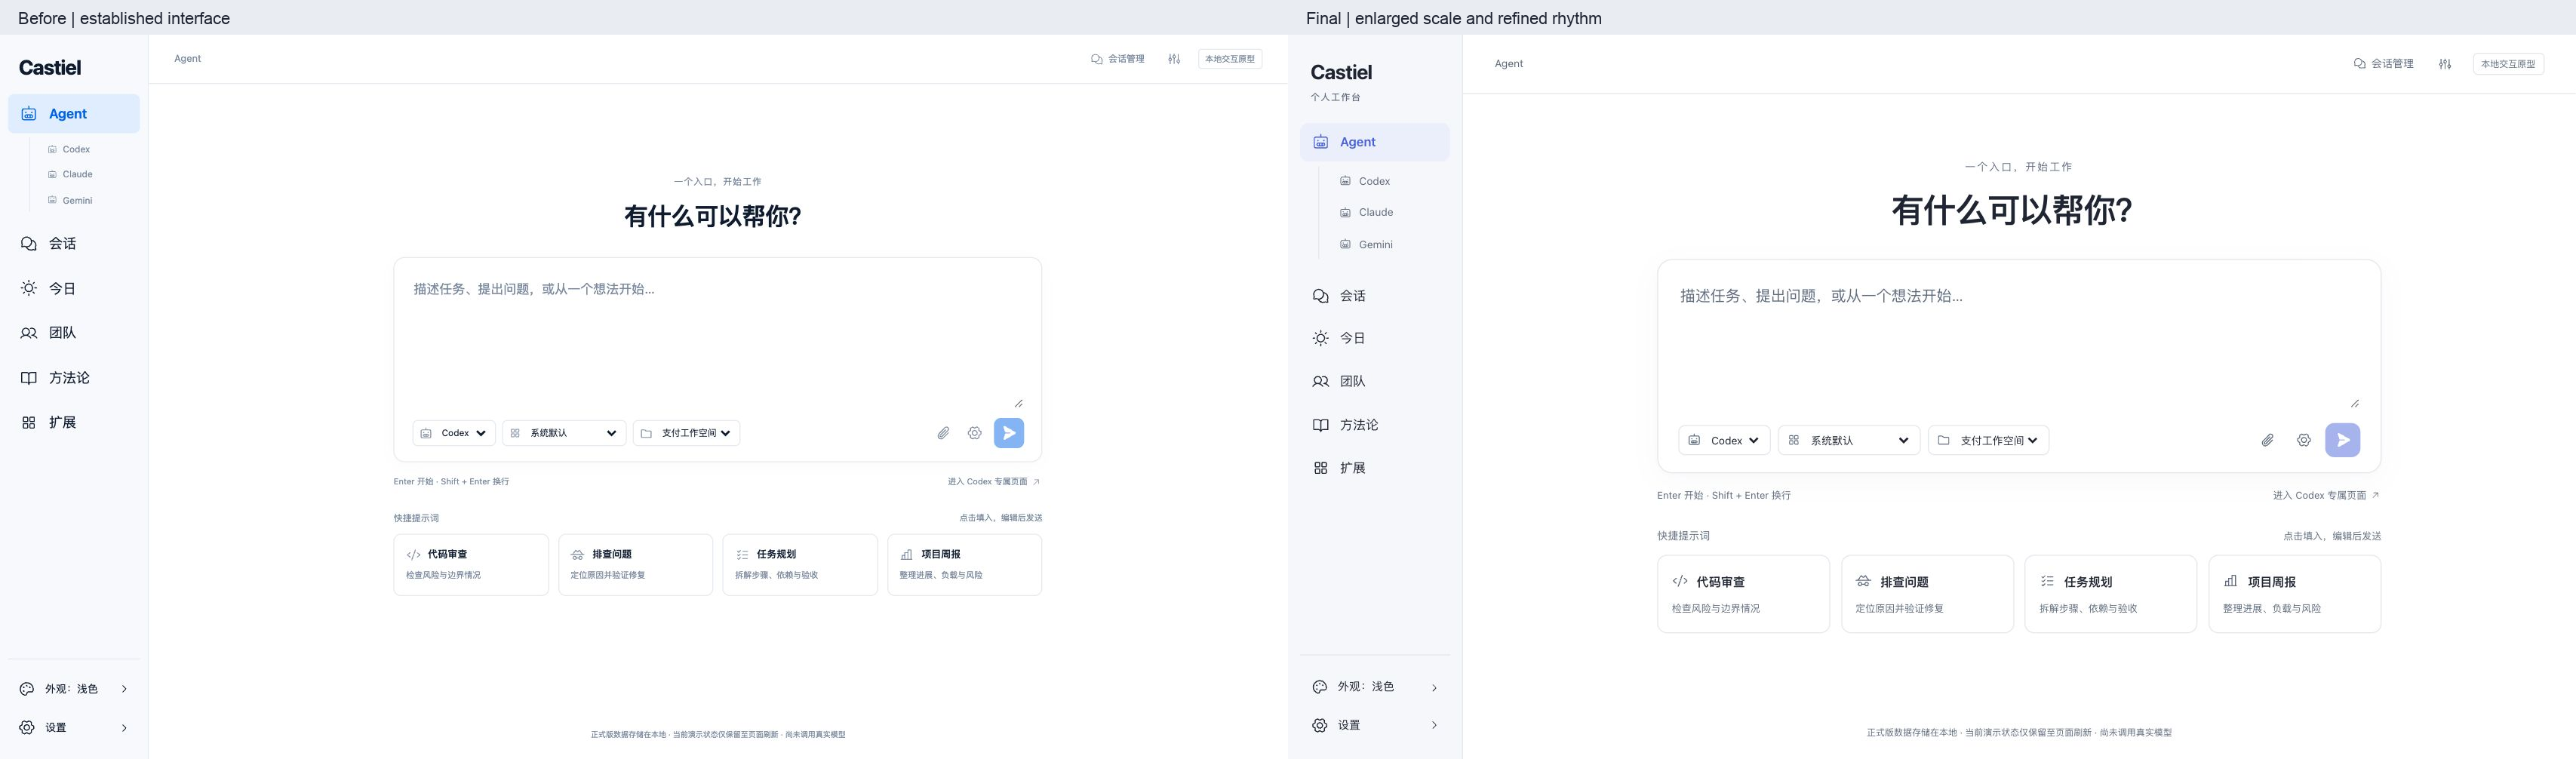 Before | established interface
Castiel
Agent
Codex
Claude
Gemini
会话
今日
团队
方法论
扩展
外观：浅色
设置
Agent
会话管理
本地交互原型
一个入口，开始工作
有什么可以帮你?
描述任务、提出问题，或从一个想法开始...
Codex
系统默认
支付工作空间
Enter 开始 · Shift + Enter 换行
进入 Codex 专属页面
快捷提示词
点击填入，编辑后发送
代码审查
检查风险与边界情况
排查问题
定位原因并验证修复
任务规划
拆解步骤、依赖与验收
项目周报
整理进展、负载与风险
正式版数据存储在本地 · 当前演示状态仅保留至页面刷新 · 尚未调用真实模型
Final | enlarged scale and refined rhythm
Castiel
个人工作台
Agent
Codex
Claude
Gemini
会话
今日
团队
方法论
扩展
外观：浅色
设置
Agent
会话管理
本地交互原型
一个入口，开始工作
有什么可以帮你?
描述任务、提出问题，或从一个想法开始...
Codex
系统默认
支付工作空间
Enter 开始 · Shift + Enter 换行
进入 Codex 专属页面
快捷提示词
点击填入，编辑后发送
代码审查
检查风险与边界情况
排查问题
定位原因并验证修复
任务规划
拆解步骤、依赖与验收
项目周报
整理进展、负载与风险
正式版数据存储在本地 · 当前演示状态仅保留至页面刷新 · 尚未调用真实模型